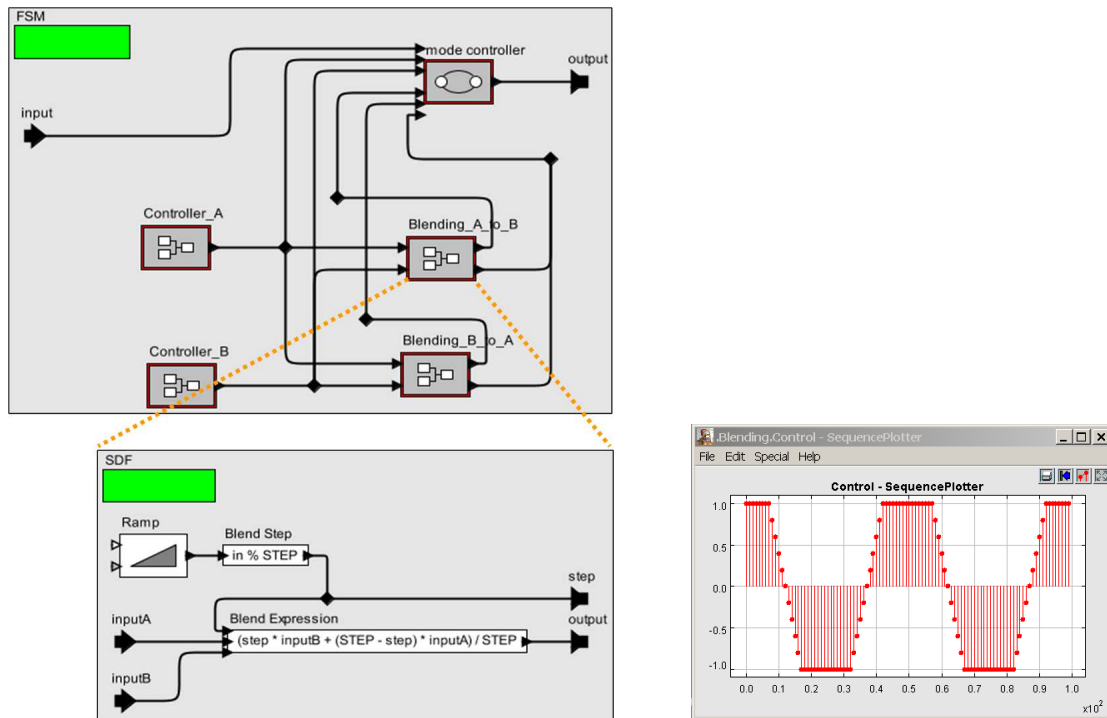 FSM
mode controller
output
input
Controller_A
Blending_A_to_B
Controller_B
Blending_B_to_A
SDF
Ramp
Blend Step
in % STEP
step
inputA
Blend Expression
output
(step * inputB + (STEP - step) * inputA) / STEP
inputB
.Blending.Control - SequencePlotter
File Edit Special Help
Control - SequencePlotter
1.0
0.5
0.0
-0.5
-1.0
0.0 0.1 0.2 0.3 0.4 0.5 0.6 0.7 0.8 0.9 1.0
x10²